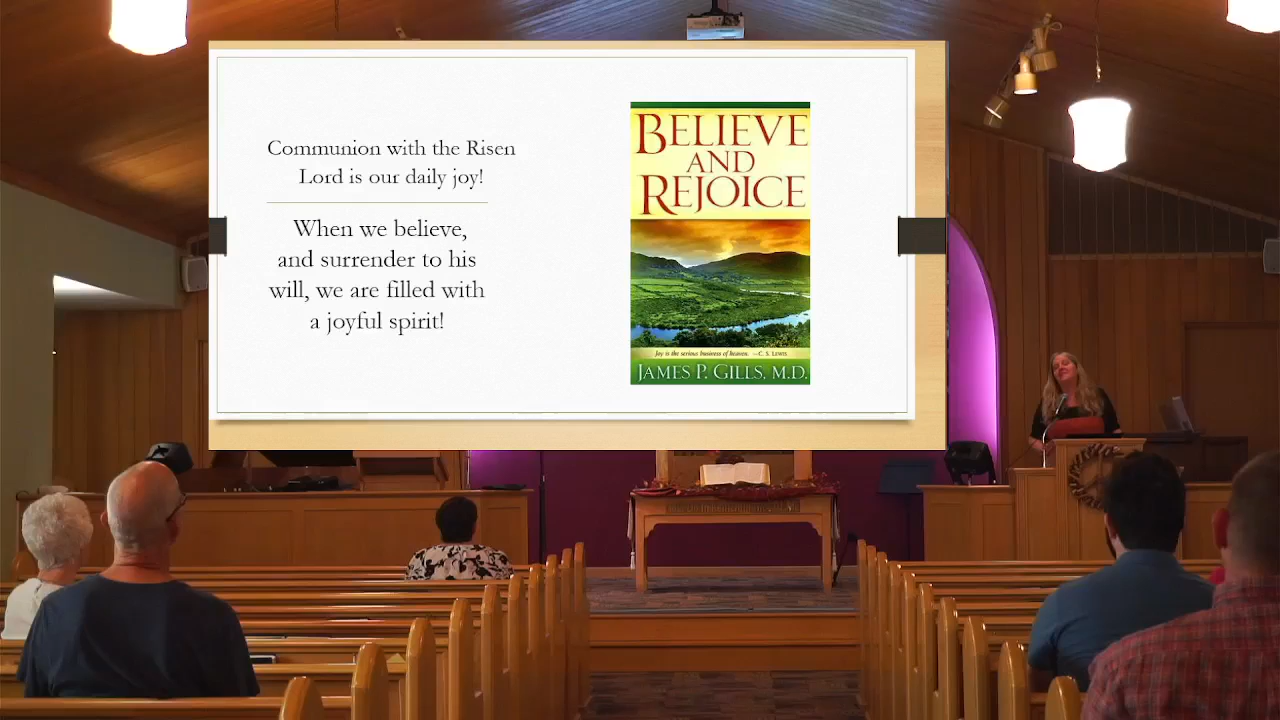 Communion with the Risen
Lord is our daily joy!
When we believe,
and surrender to his
will, we are filled with
a joyful spirit!
BELIEVE
AND
REJOICE
Joy is the serious business of heaven. —C. S. LEWIS
JAMES P. GILLS, M.D.